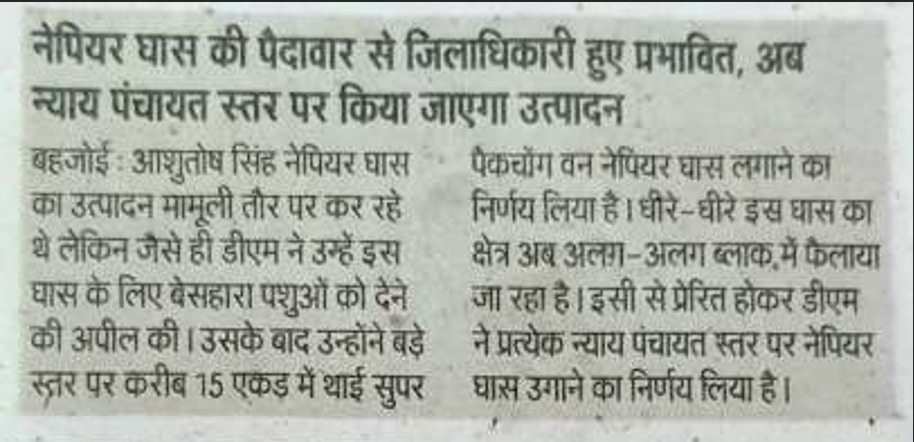 नेपियर घास की पैदावार से जिलाधिकारी हुए प्रभावित, अब
न्याय पंचायत स्तर पर किया जाएगा उत्पादन
बहजोई : आशुतोष सिंह नेपियर घास
का उत्पादन मामूली तौर पर कर रहे
थे लेकिन जैसे ही डीएम ने उन्हें इस
घास के लिए बेसहारा पशुओं को देने
की अपील की । उसके बाद उन्होंने बड़े
स्तर पर करीब 15 एकड़ में थाई सुपर
पैकचोंग वन नेपियर घास लगाने का
निर्णय लिया है । धीरे-धीरे इस घास का
क्षेत्र अब अलग-अलग ब्लाक में फैलाया
जा रहा है । इसी से प्रेरित होकर डीएम
ने प्रत्येक न्याय पंचायत स्तर पर नेपियर
घास उगाने का निर्णय लिया है ।